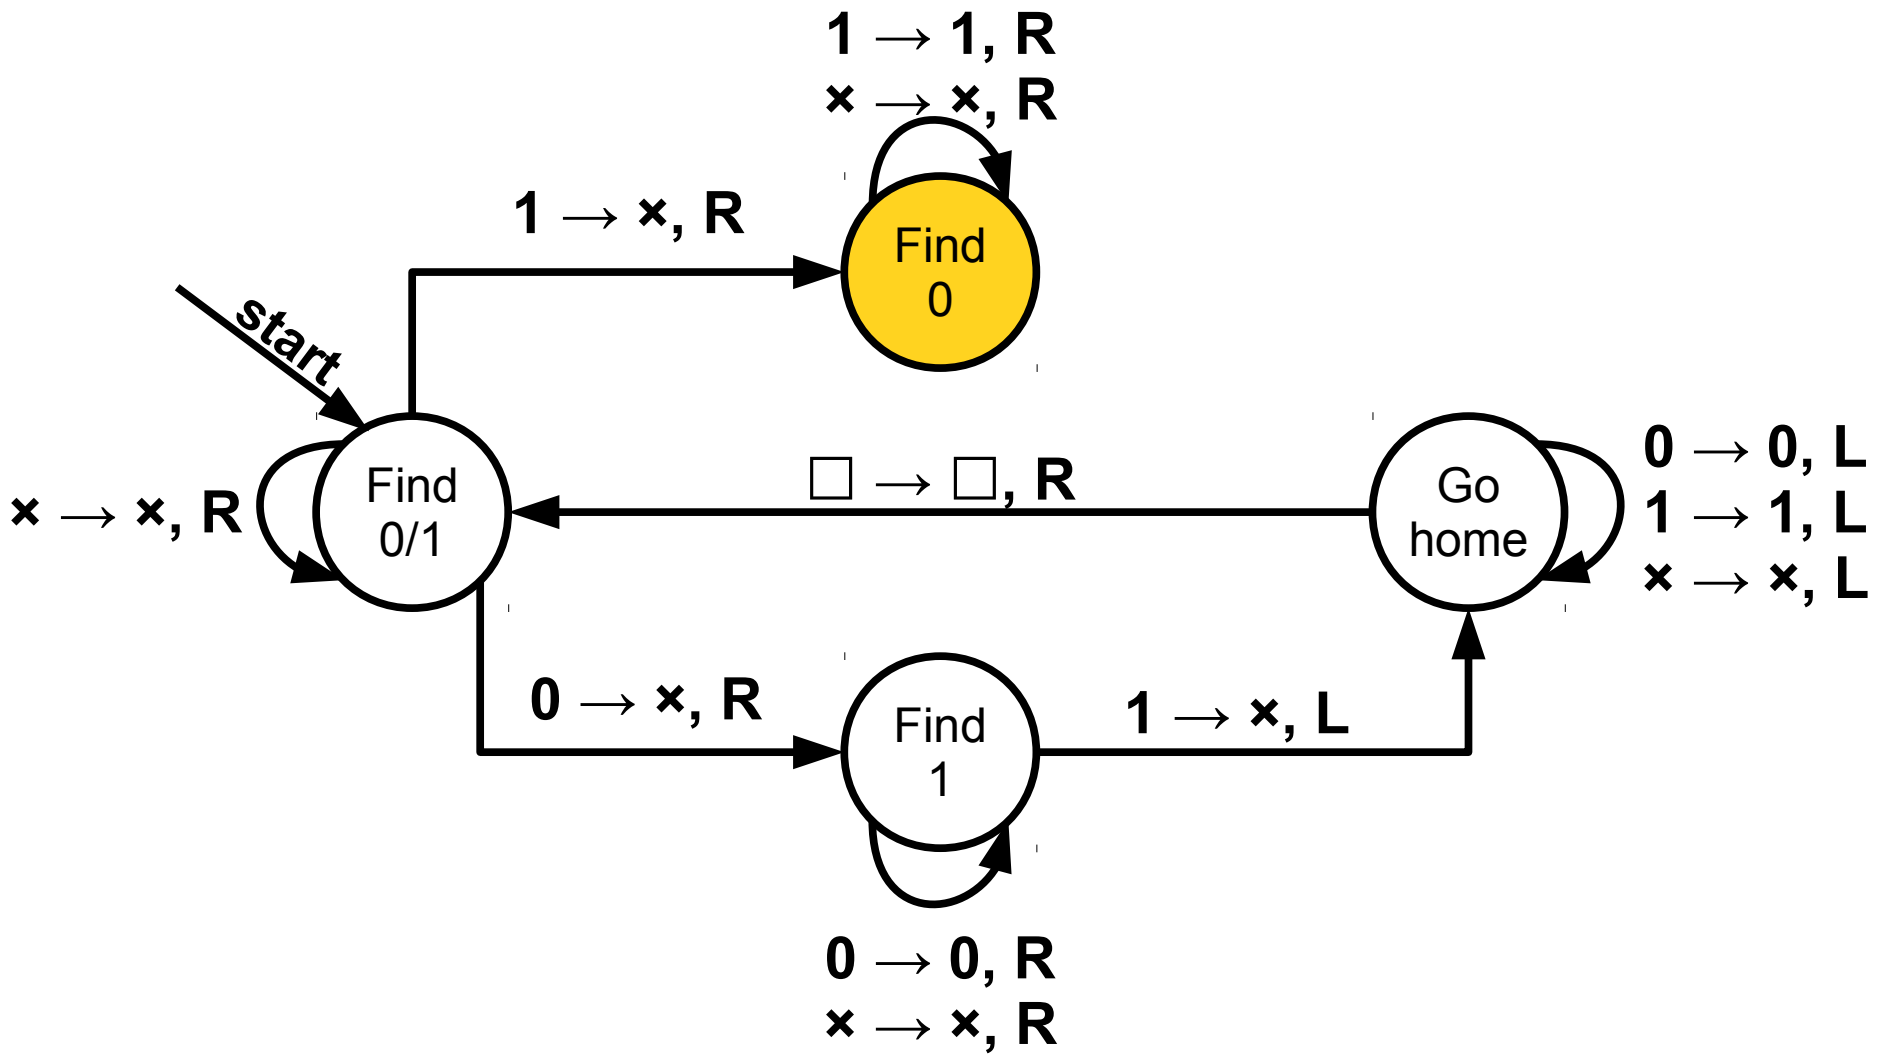 1 → 1, R
× → ×, R
Find
0
1 → ×, R
start
Find
0/1
× → ×, R
□ → □, R
Go
home
0 → 0, L
1 → 1, L
× → ×, L
0 → ×, R
Find
1
1 → ×, L
0 → 0, R
× → ×, R